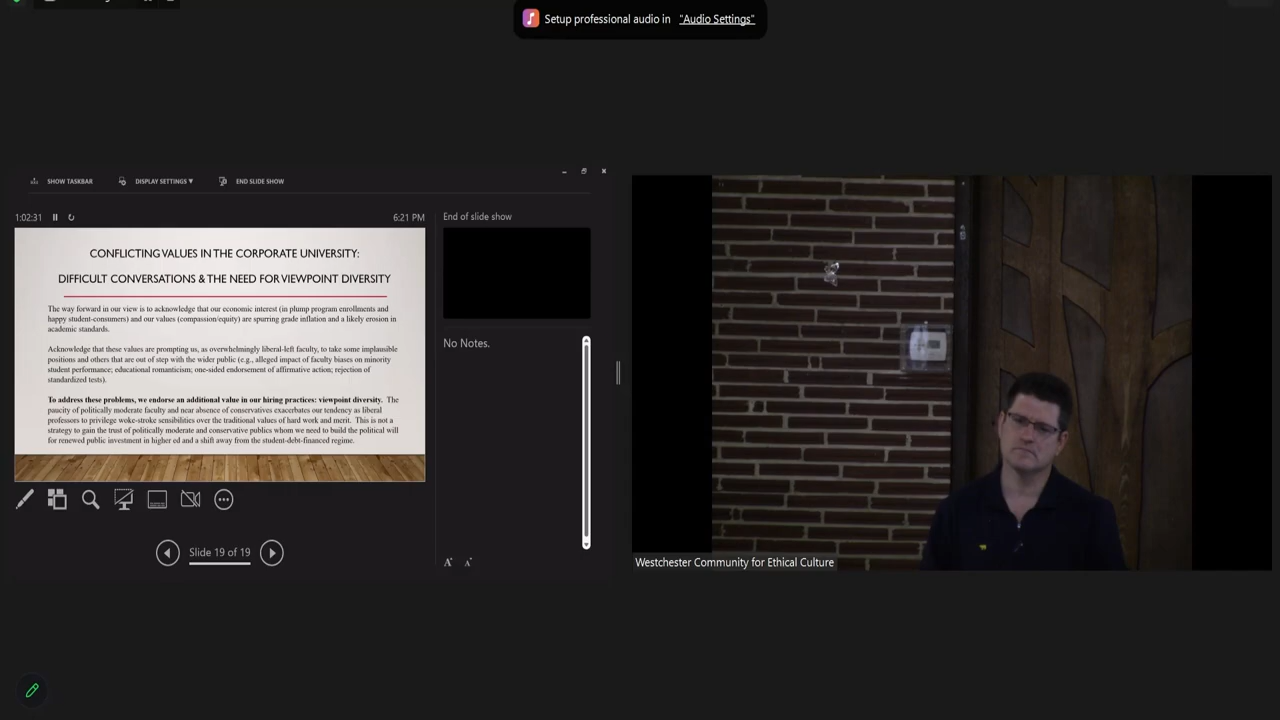 Setup professional audio in "Audio Settings"
SHOW TASKBAR
DISPLAY SETTINGS ▾
END SLIDE SHOW
1:02:31
6:21 PM
End of slide show
CONFLICTING VALUES IN THE CORPORATE UNIVERSITY:
DIFFICULT CONVERSATIONS & THE NEED FOR VIEWPOINT DIVERSITY
The way forward in our view is to acknowledge that our economic interest (in plump program enrollments and
happy student-consumers) and our values (compassion/equity) are spurring grade inflation and a likely erosion in
academic standards.
Acknowledge that these values are prompting us, as overwhelmingly liberal-left faculty, to take some implausible
positions and others that are out of step with the wider public (e.g., alleged impact of faculty biases on minority
student performance; educational romanticism; one-sided endorsement of affirmative action; rejection of
standardized tests).
To address these problems, we endorse an additional value in our hiring practices: viewpoint diversity. The
paucity of politically moderate faculty and near absence of conservatives exacerbates our tendency as liberal
professors to privilege woke-stroke sensibilities over the traditional values of hard work and merit. This is not a
strategy to gain the trust of politically moderate and conservative publics whom we need to build the political will
for renewed public investment in higher ed and a shift away from the student-debt-financed regime.
No Notes.
Slide 19 of 19
A A
Westchester Community for Ethical Culture